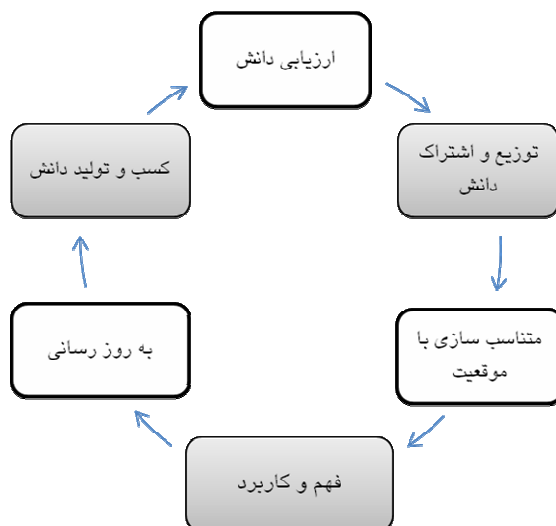 ارزیابی دانش
توزیع و اشتراک
دانش
متناسب سازی با
موقعیت
فهم و کاربرد
به روز رسانی
کسب و تولید دانش